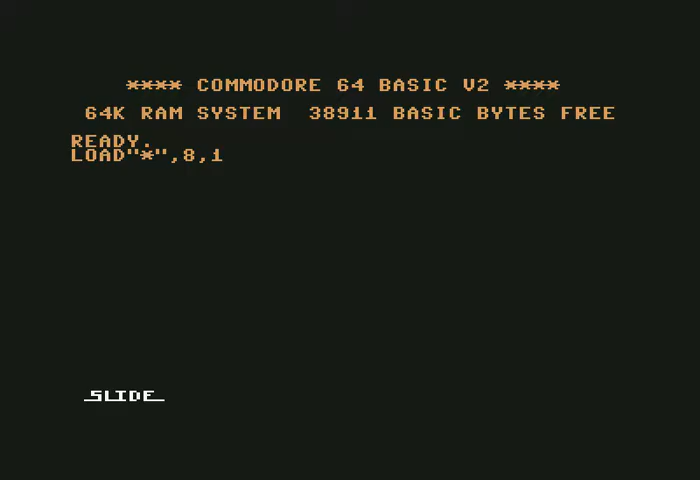 **** COMMODORE 64 BASIC V2 ****
64K RAM SYSTEM  38911 BASIC BYTES FREE
READY.
LOAD"*",8,1
SLIDE